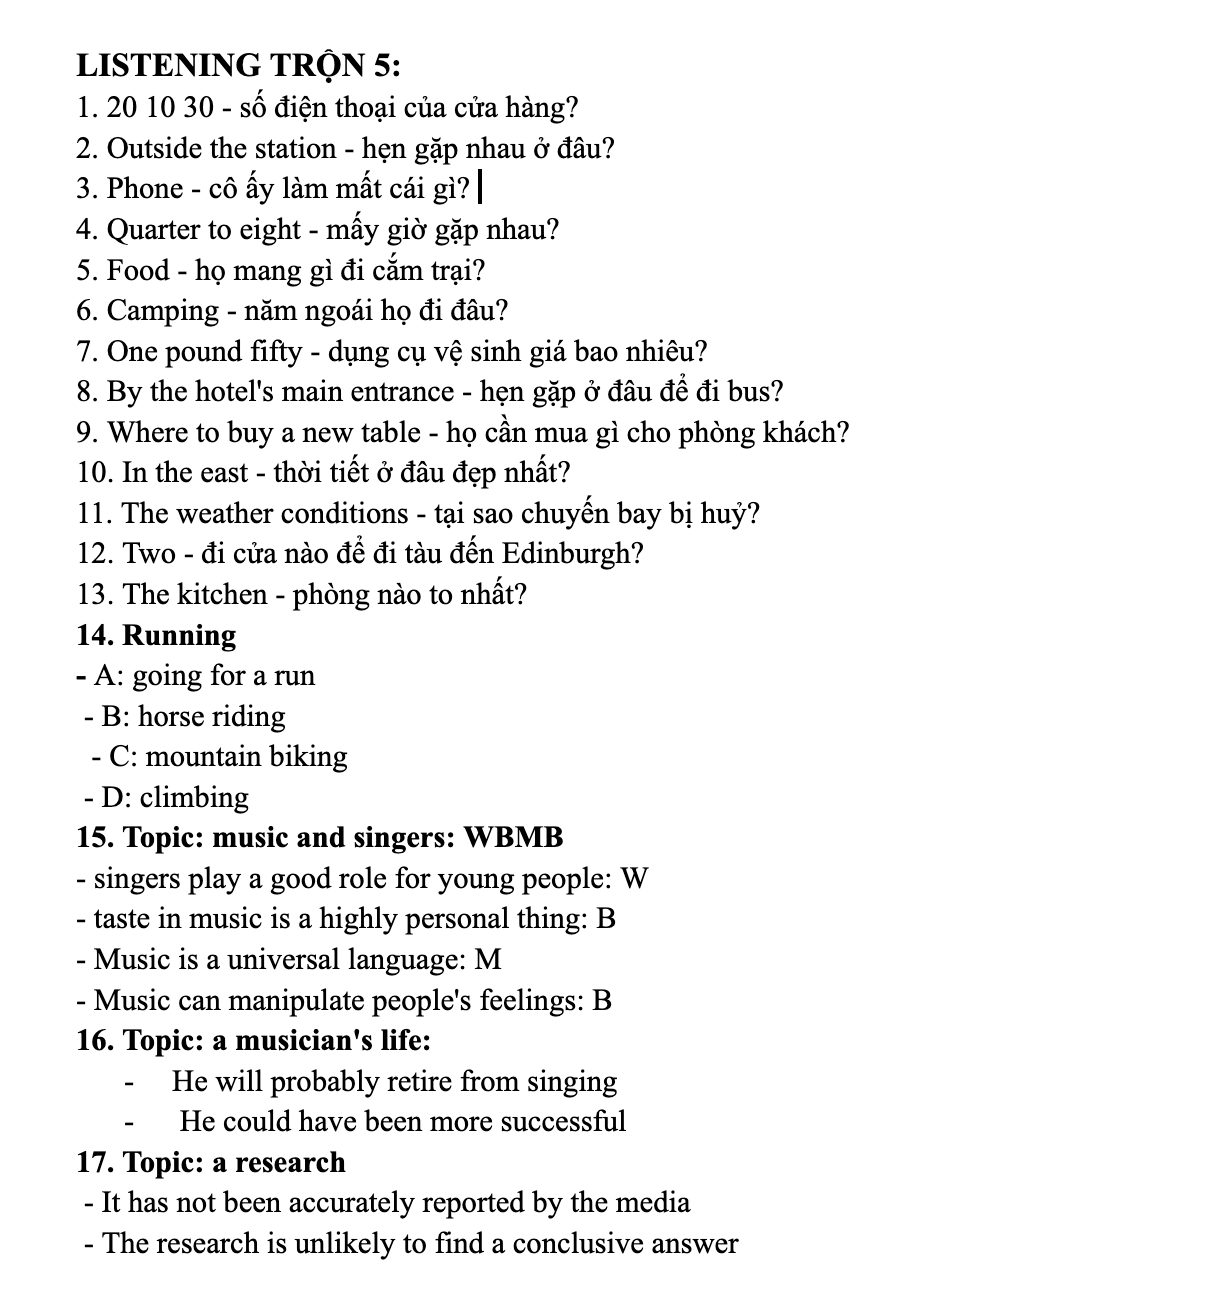 LISTENING TRỘN 5:
1. 20 10 30 - số điện thoại của cửa hàng?
2. Outside the station - hẹn gặp nhau ở đâu?
3. Phone - cô ấy làm mất cái gì?
4. Quarter to eight - mấy giờ gặp nhau?
5. Food - họ mang gì đi cắm trại?
6. Camping - năm ngoái họ đi đâu?
7. One pound fifty - dụng cụ vệ sinh giá bao nhiêu?
8. By the hotel's main entrance - hẹn gặp ở đâu để đi bus?
9. Where to buy a new table - họ cần mua gì cho phòng khách?
10. In the east - thời tiết ở đâu đẹp nhất?
11. The weather conditions - tại sao chuyến bay bị huỷ?
12. Two - đi cửa nào để đi tàu đến Edinburgh?
13. The kitchen - phòng nào to nhất?
14. Running
- A: going for a run
- B: horse riding
- C: mountain biking
- D: climbing
15. Topic: music and singers: WBMB
- singers play a good role for young people: W
- taste in music is a highly personal thing: B
- Music is a universal language: M
- Music can manipulate people's feelings: B
16. Topic: a musician's life:
- He will probably retire from singing
- He could have been more successful
17. Topic: a research
- It has not been accurately reported by the media
- The research is unlikely to find a conclusive answer